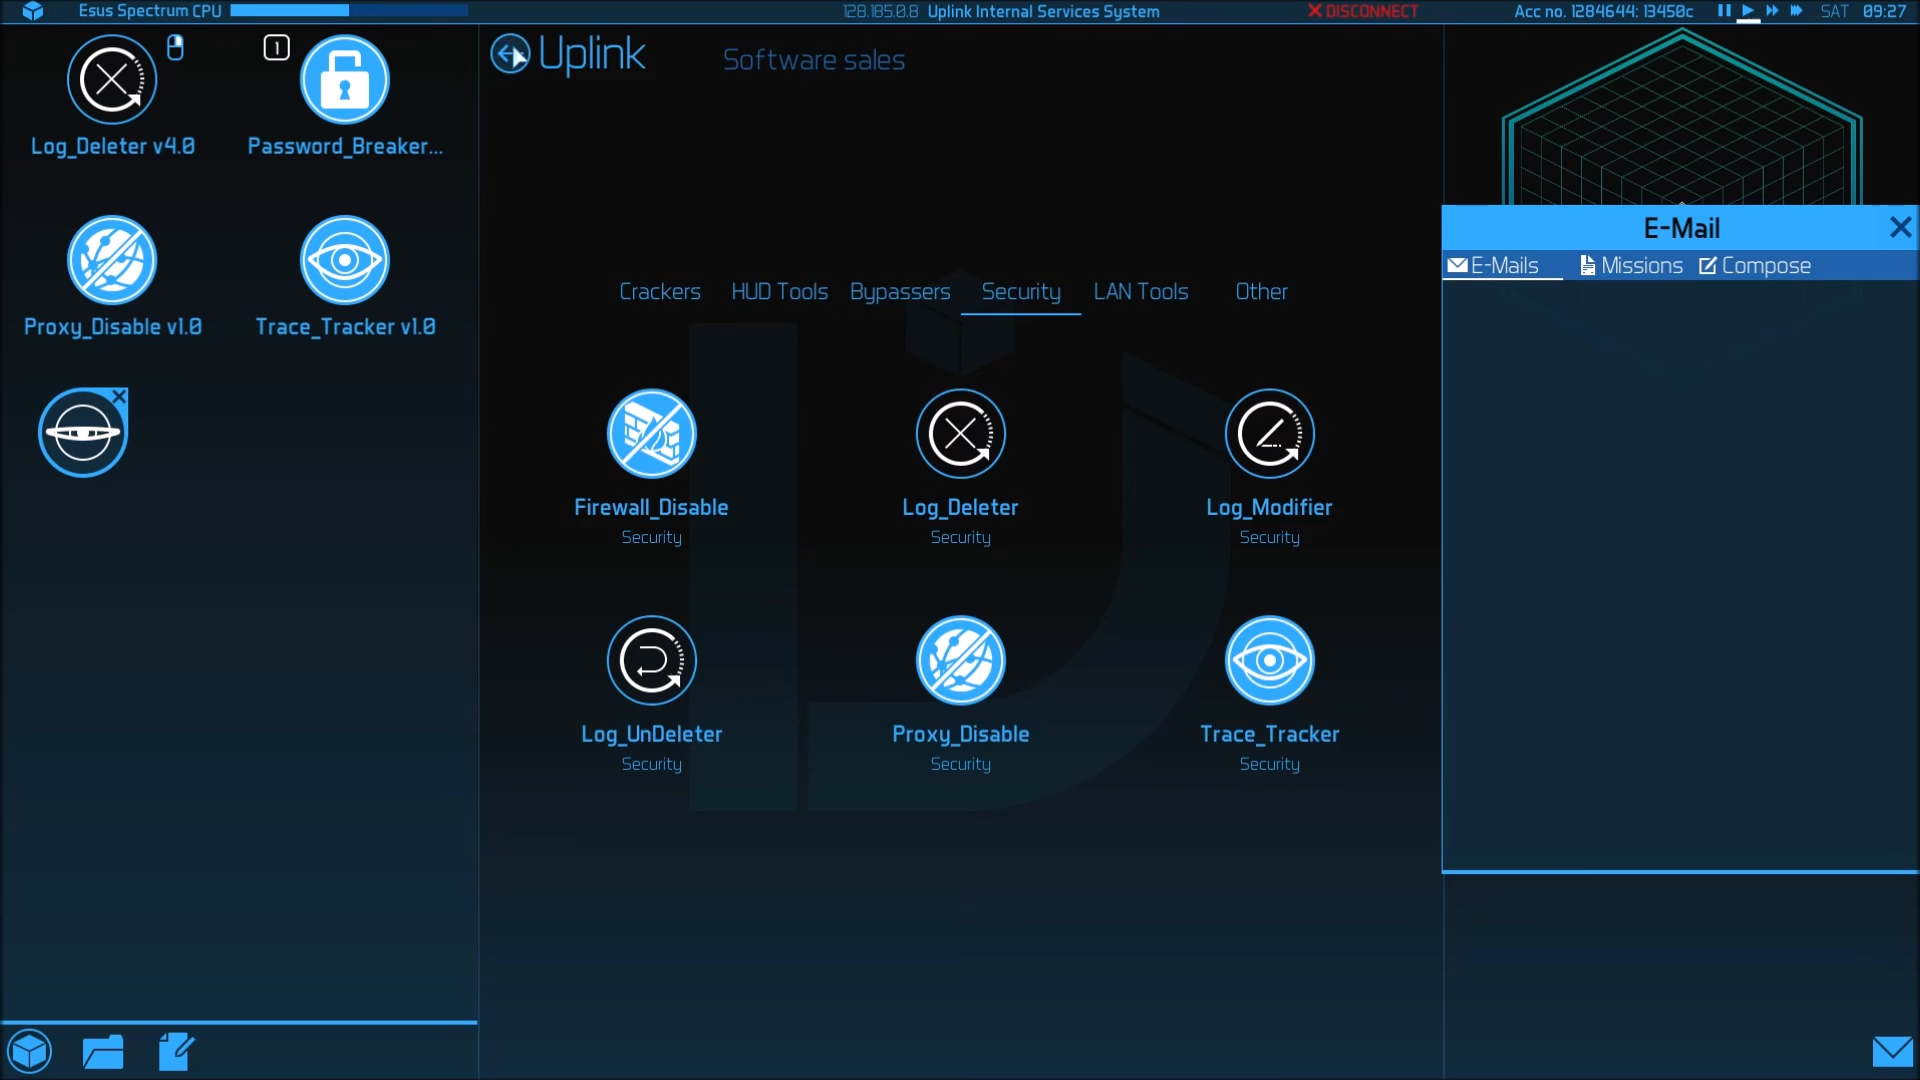 Esus Spectrum CPU
128.185.0.8 Uplink Internal Services System
DISCONNECT
Acc no. 1284644: 13450c
SAT 09:27
1
Log_Deleter v4.0
Password_Breaker...
Proxy_Disable v1.0
Trace_Tracker v1.0
Uplink
Software sales
Crackers
HUD Tools
Bypassers
Security
LAN Tools
Other
Firewall_Disable
Security
Log_Deleter
Security
Log_Modifier
Security
Log_UnDeleter
Security
Proxy_Disable
Security
Trace_Tracker
Security
E-Mail
E-Mails
Missions
Compose